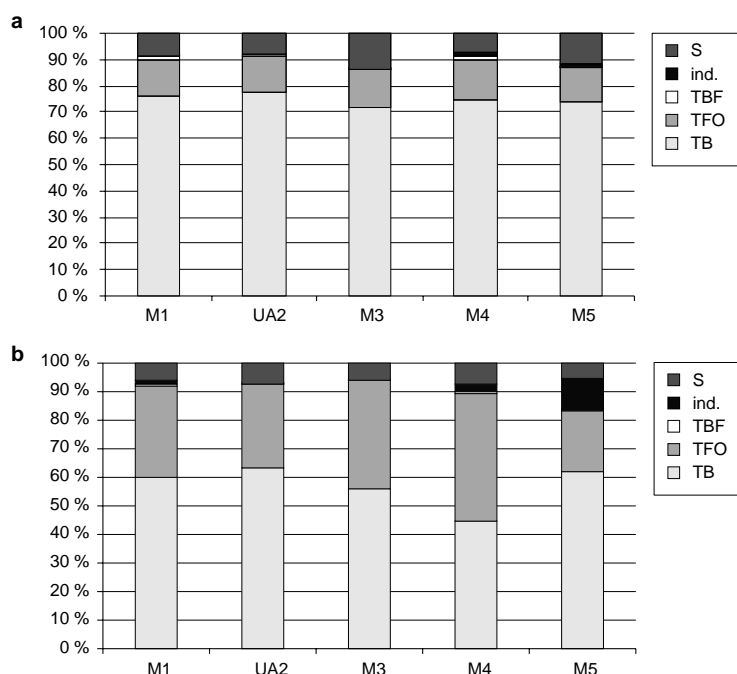 a
100 %
90 %
80 %
70 %
60 %
50 %
40 %
30 %
20 %
10 %
0 %
M1 UA2 M3 M4 M5
S
ind.
TBF
TFO
TB
b
100 %
90 %
80 %
70 %
60 %
50 %
40 %
30 %
20 %
10 %
0 %
M1 UA2 M3 M4 M5
S
ind.
TBF
TFO
TB